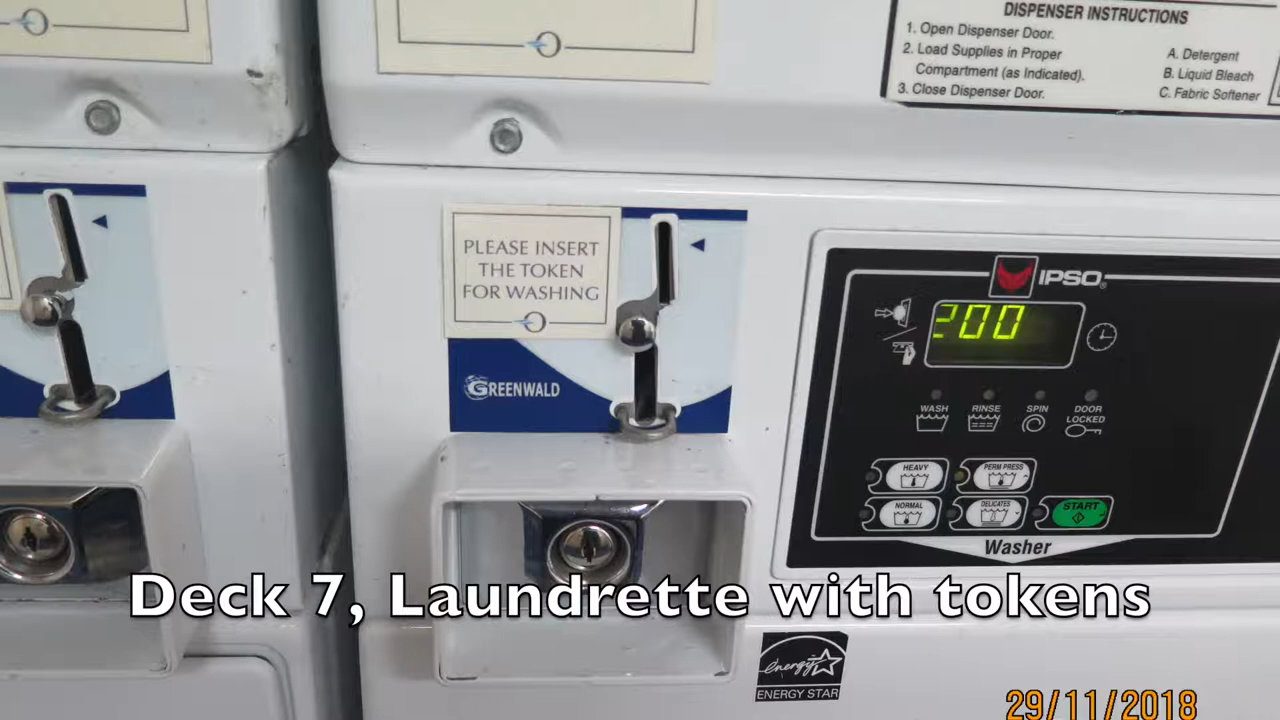 DISPENSER INSTRUCTIONS
1. Open Dispenser Door.
2. Load Supplies in Proper
Compartment (as Indicated).
3. Close Dispenser Door.
A. Detergent
B. Liquid Bleach
C. Fabric Softener
PLEASE INSERT
THE TOKEN
FOR WASHING
GREENWALD
IPSO
200
WASH
RINSE
SPIN
DOOR
LOCKED
HEAVY
PERM PRESS
NORMAL
DELICATES
START
Washer
Deck 7, Laundrette with tokens
energy
ENERGY STAR
29/11/2018